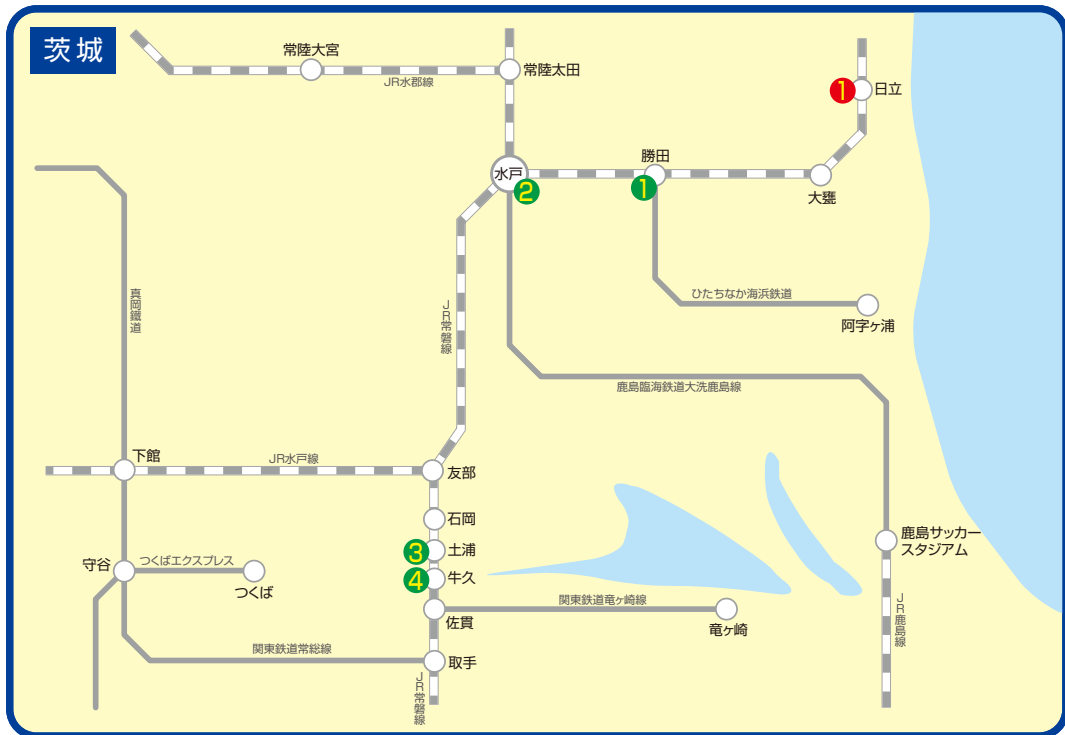 茨城
常陸大宮
JR水郡線
常陸太田
1
日立
水戸
2
勝田
1
大甕
真岡鐵道
JR常磐線
ひたちなか海浜鉄道
阿字ヶ浦
鹿島臨海鉄道大洗鹿島線
下館
JR水戸線
友部
石岡
3
土浦
4
牛久
鹿島サッカー
スタジアム
守谷
つくばエクスプレス
つくば
佐貫
関東鉄道竜ヶ崎線
竜ヶ崎
JR鹿島線
関東鉄道常総線
取手
JR常磐線